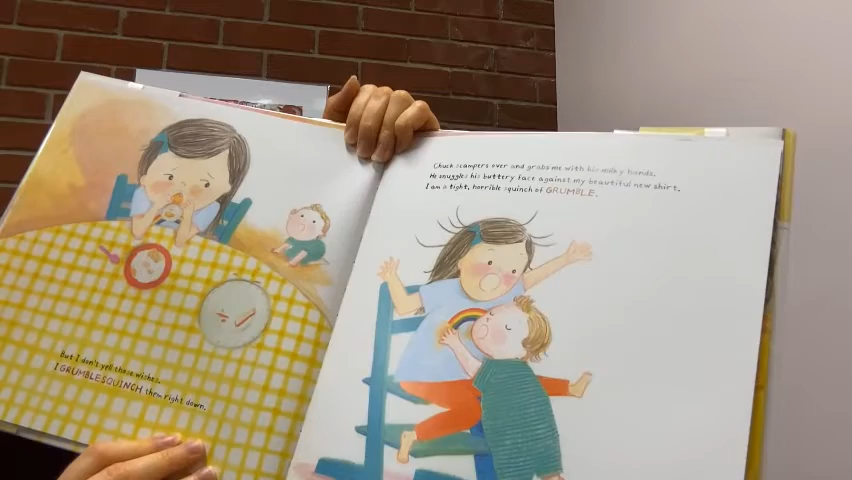 But I don't yell those wishes.
I GRUMBLESQUINCH them right down.
Chuck scampers over and grabs me with his milky hands.
He snuggles his buttery face against my beautiful new shirt.
I am a tight, horrible squinch of GRUMBLE.